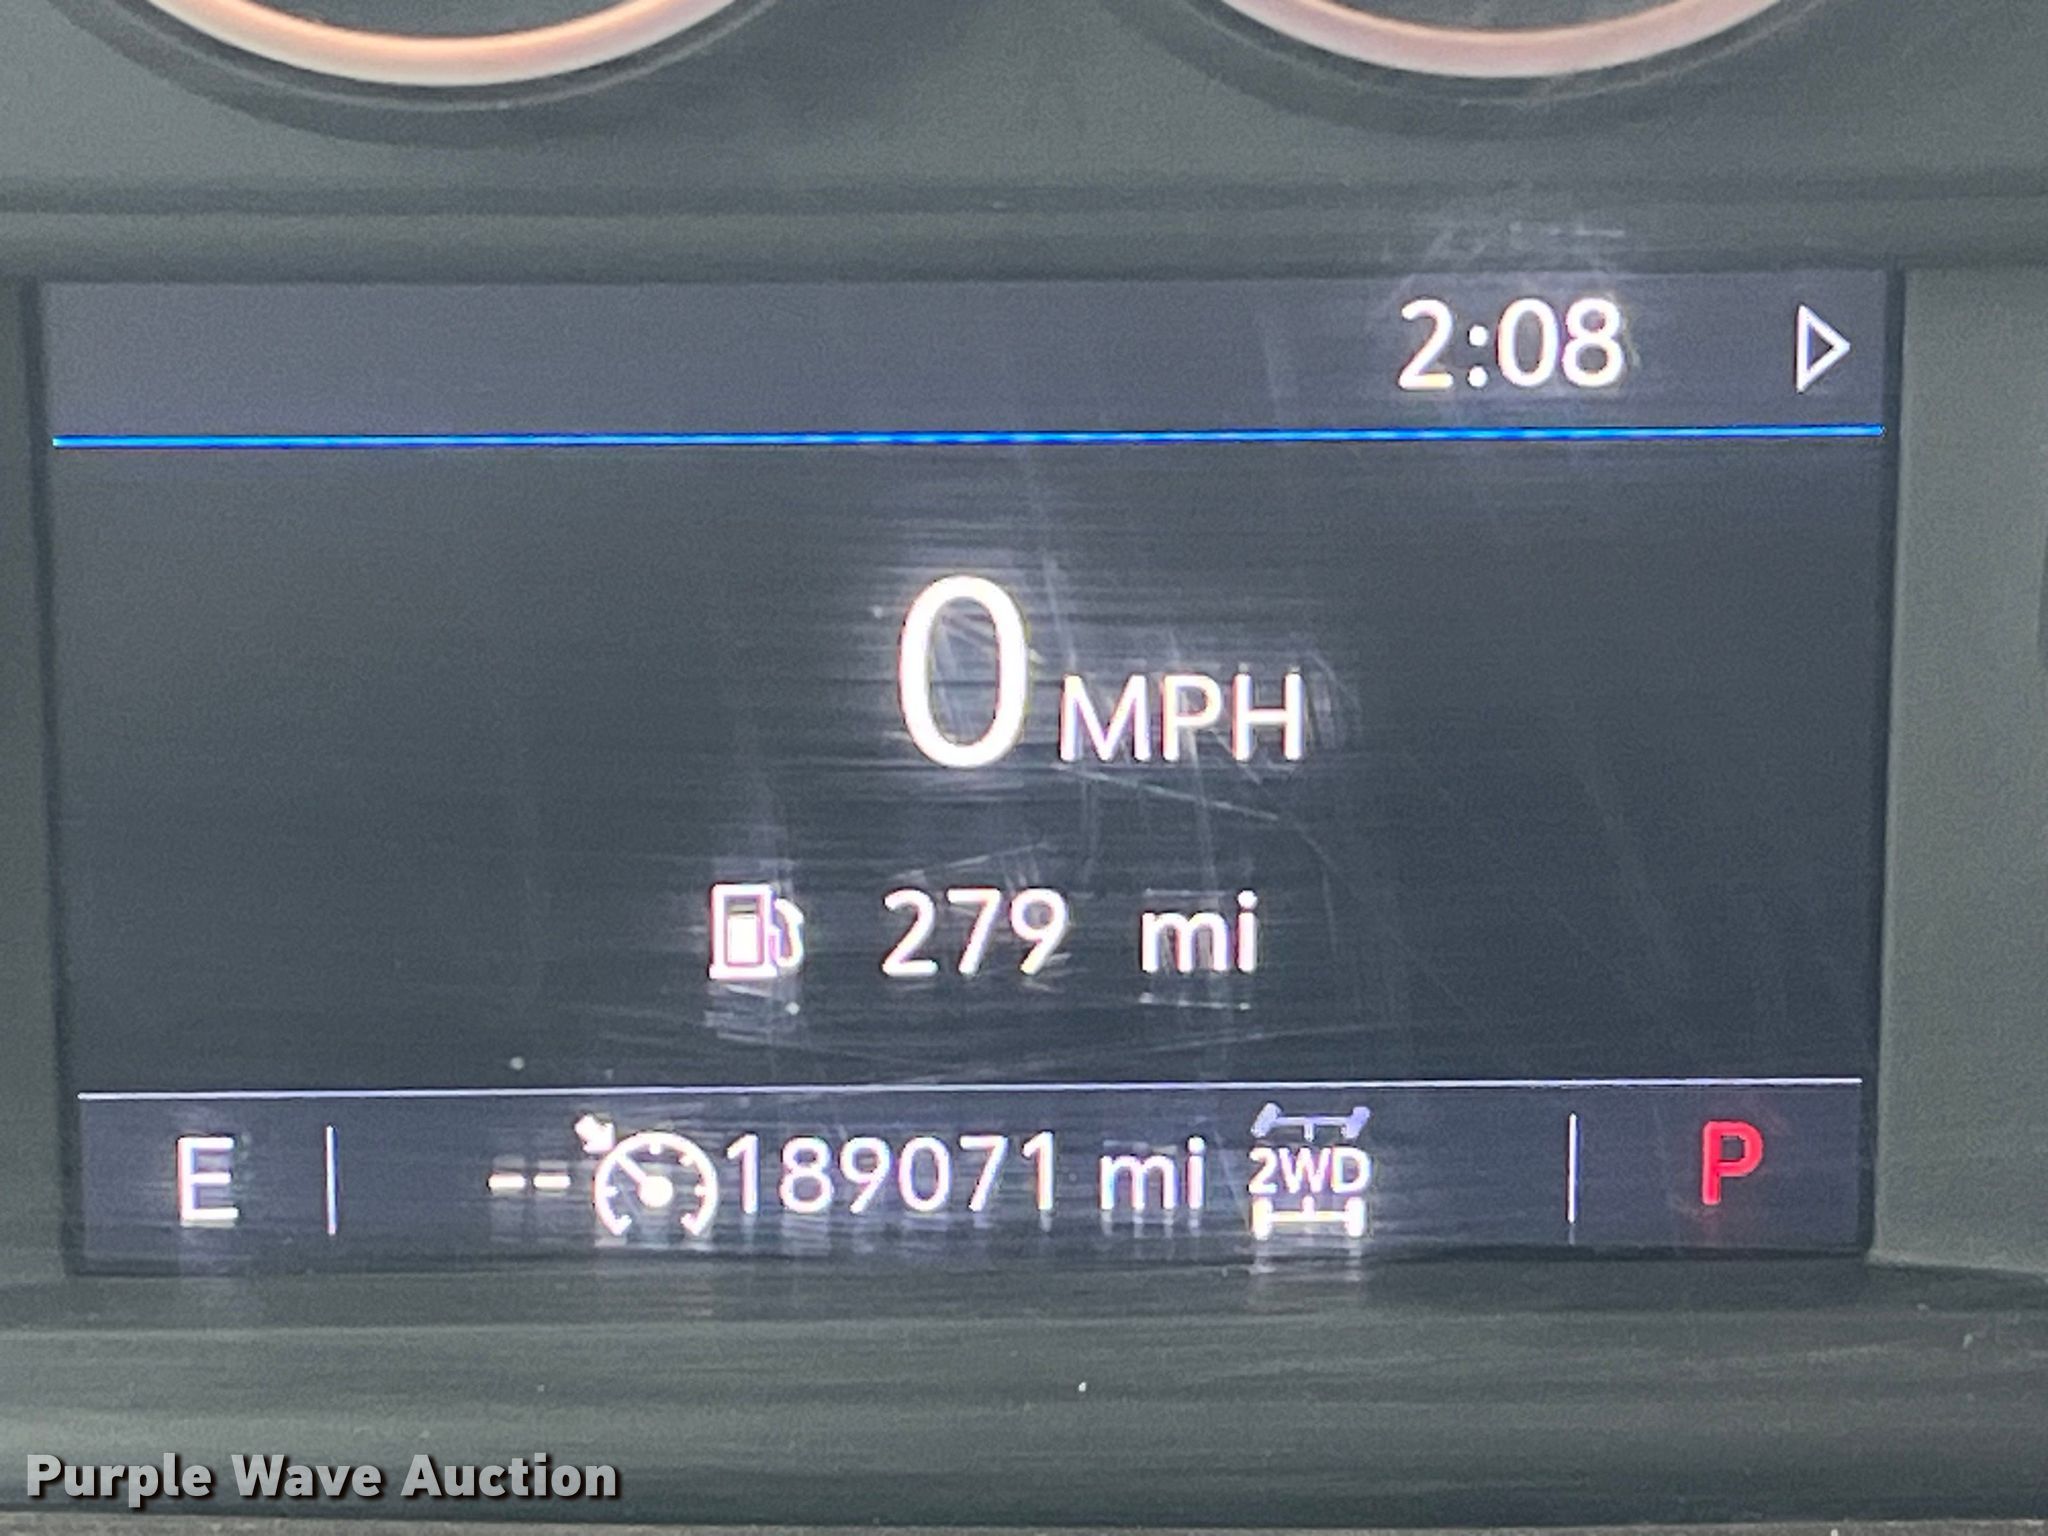 2:08
0 MPH
279 mi
E -- 189071 mi 2WD P
Purple Wave Auction